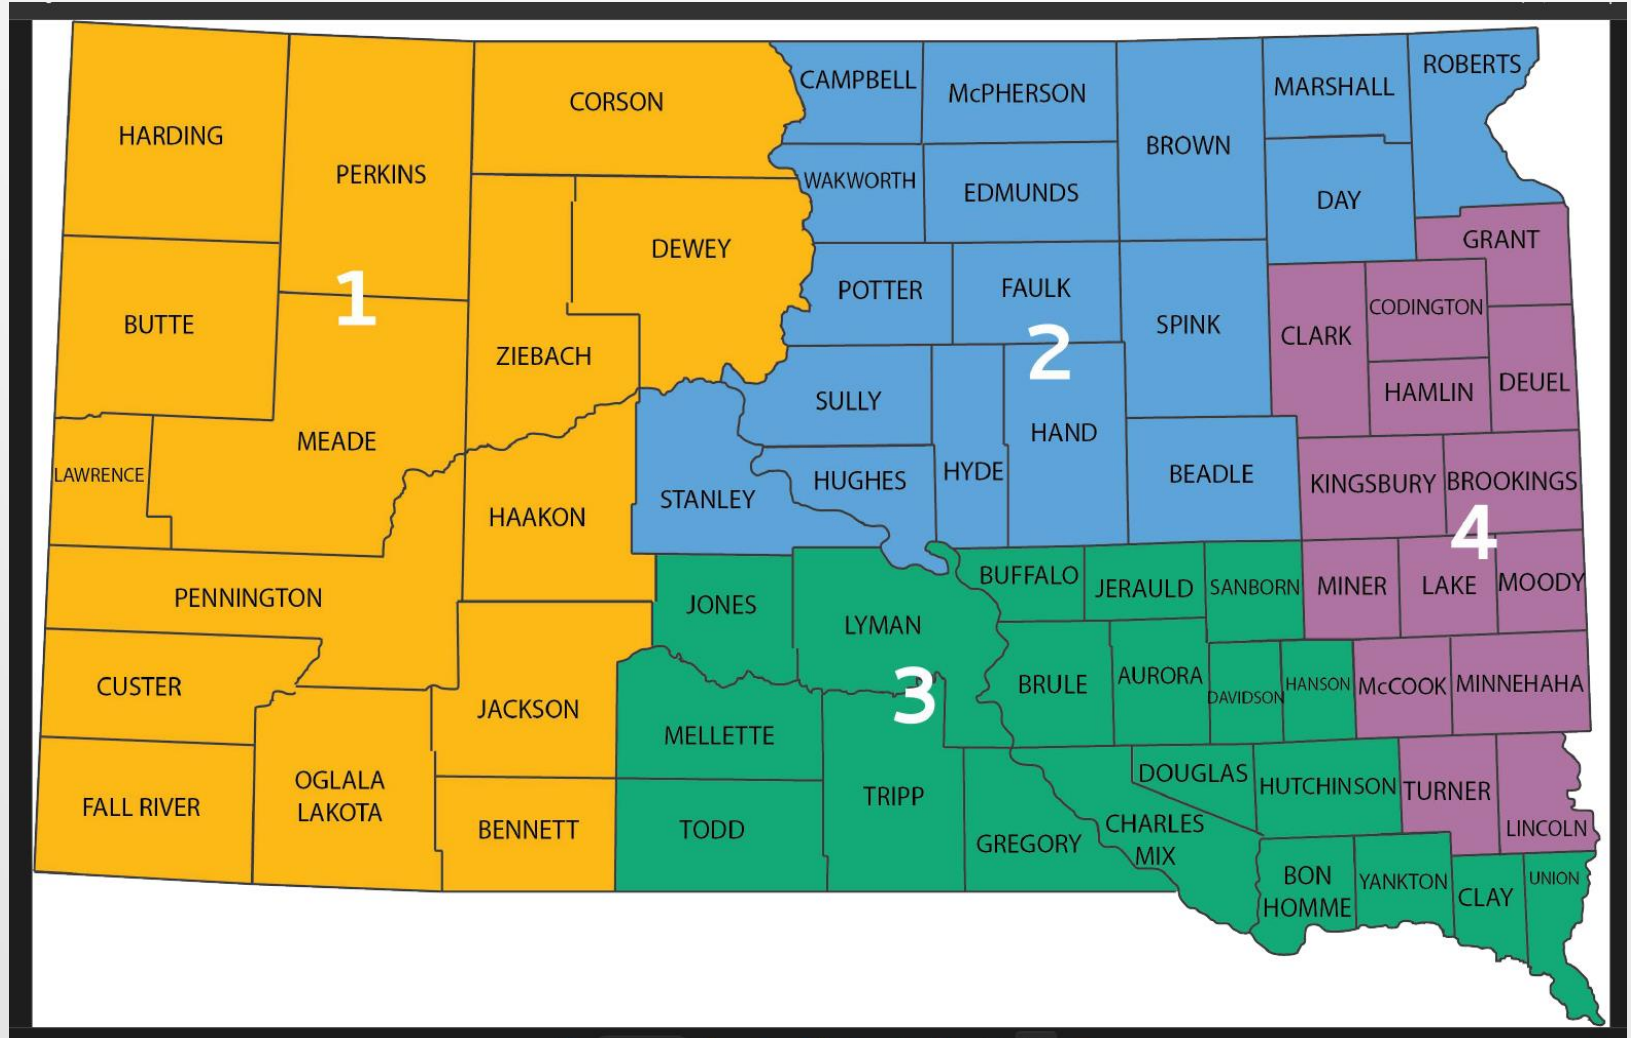 HARDING
PERKINS
CORSON
CAMPBELL
McPHERSON
BROWN
MARSHALL
ROBERTS
WAKWORTH
EDMUNDS
DAY
GRANT
DEWEY
BUTTE
1
ZIEBACH
POTTER
FAULK
SPINK
CLARK
CODINGTON
HAMLIN
DEUEL
2
MEADE
LAWRENCE
SULLY
HAND
HAAKON
STANLEY
HUGHES
HYDE
BEADLE
KINGSBURY
BROOKINGS
4
PENNINGTON
JONES
LYMAN
BUFFALO
JERAULD
SANBORN
MINER
LAKE
MOODY
CUSTER
JACKSON
MELLETTE
3
BRULE
AURORA
DAVIDSON
HANSON
McCOOK
MINNEHAHA
FALL RIVER
OGLALA
LAKOTA
BENNETT
TODD
TRIPP
GREGORY
CHARLES
MIX
DOUGLAS
HUTCHINSON
TURNER
LINCOLN
BON
HOMME
YANKTON
CLAY
UNION